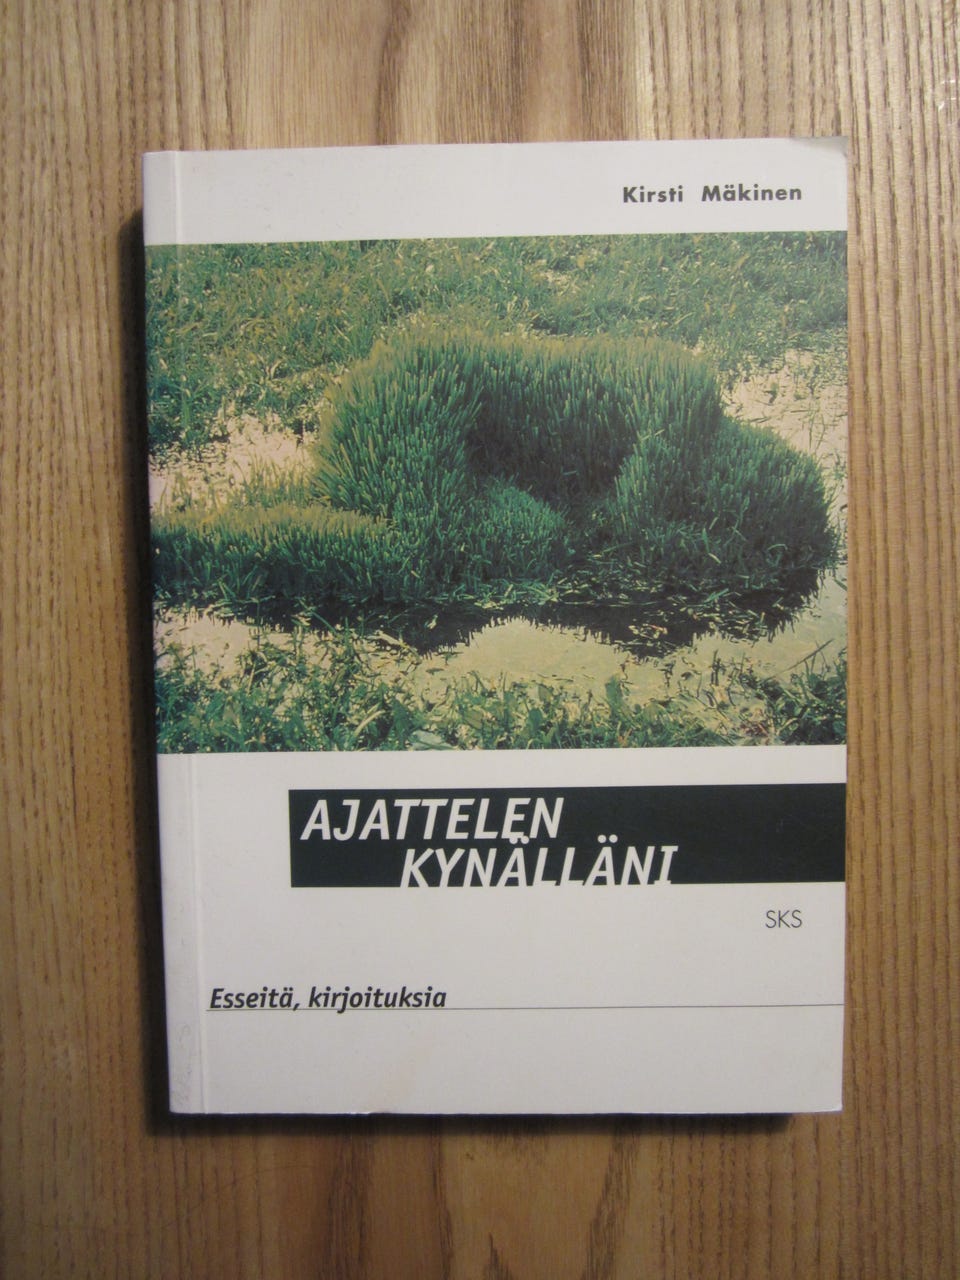 Kirsti Mäkinen
AJATTELEN
KYNÄLLÄNI
SKS
Esseitä, kirjoituksia